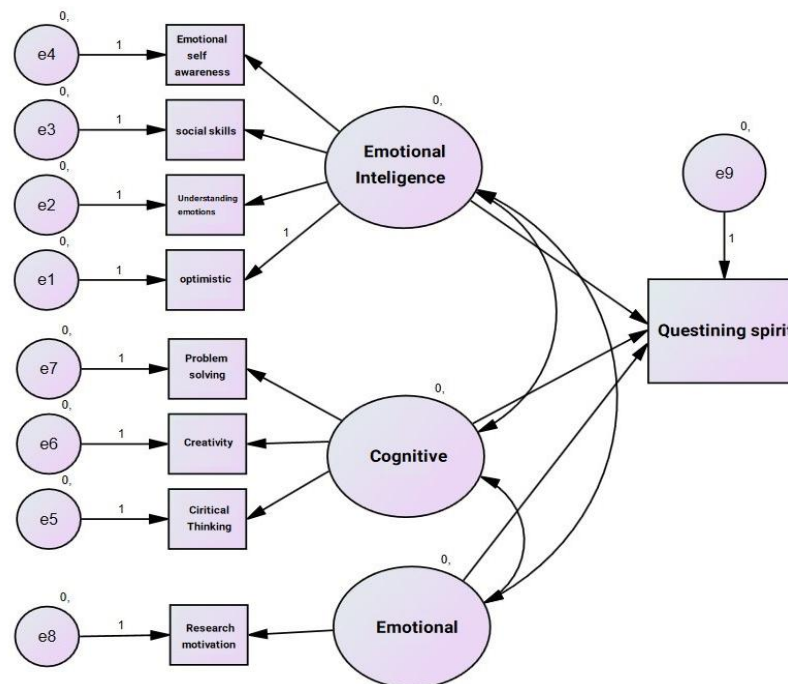 0,
e4
1
Emotional
self
awareness
0,
e3
1
social skills
0,
e2
1
Understanding
emotions
0,
e1
1
optimistic
0,
Emotional
Inteligence
1
0,
e9
1
Questining spirit
0,
e7
1
Problem
solving
0,
e6
1
Creativity
0,
e5
1
Ciritical
Thinking
0,
Cognitive
0,
e8
1
Research
motivation
0,
Emotional